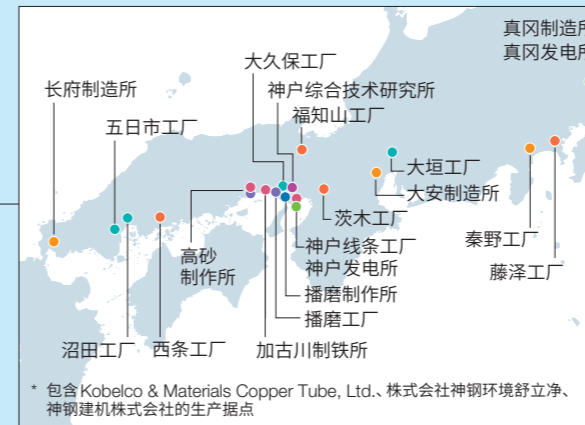 真冈制造所
真冈发电所
大久保工厂
长府制造所
神户综合技术研究所
福知山工厂
五日市工厂
大垣工厂
大安制造所
茨木工厂
秦野工厂
高砂
制作所
神户线条工厂
神户发电所
藤泽工厂
播磨制作所
播磨工厂
沼田工厂
西条工厂
加古川制铁所
* 包含Kobelco & Materials Copper Tube, Ltd.、株式会社神钢环境舒立净、
神钢建机株式会社的生产据点